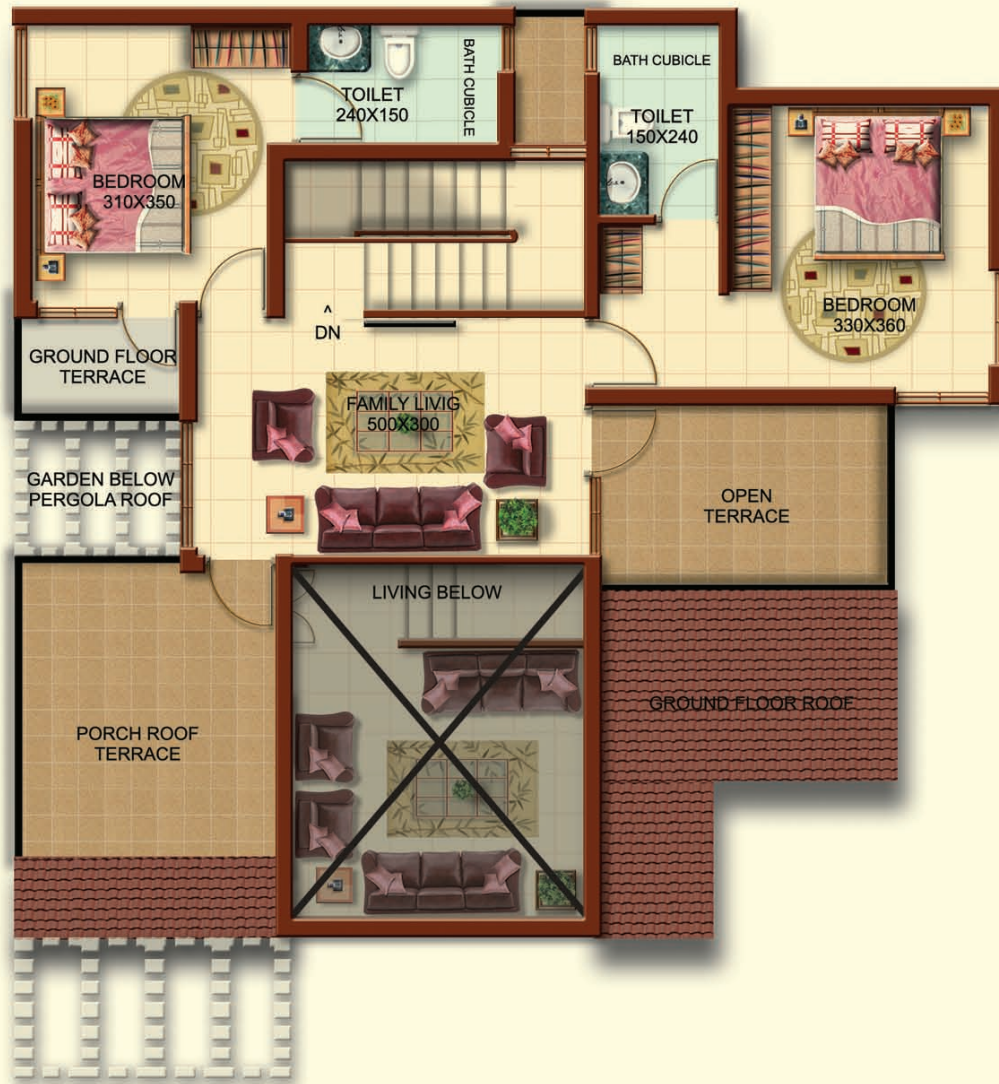 BATH CUBICLE
TOILET
240X150
BATH CUBICLE
TOILET
150X240
BEDROOM
310X350
BEDROOM
330X360
^
DN
GROUND FLOOR
TERRACE
FAMILY LIVIG
500X300
GARDEN BELOW
PERGOLA ROOF
OPEN
TERRACE
LIVING BELOW
GROUND FLOOR ROOF
PORCH ROOF
TERRACE